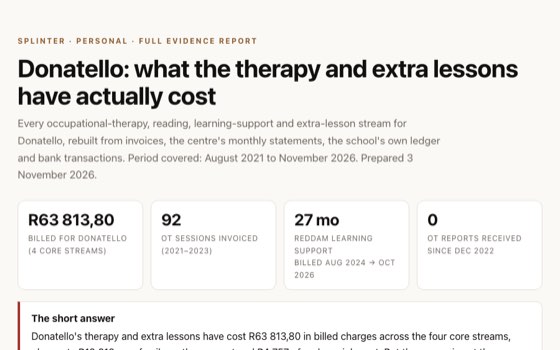 SPLINTER · PERSONAL · FULL EVIDENCE REPORT
Donatello: what the therapy and extra lessons
have actually cost
Every occupational-therapy, reading, learning-support and extra-lesson stream for
Donatello, rebuilt from invoices, the centre's monthly statements, the school's own ledger
and bank transactions. Period covered: August 2021 to November 2026. Prepared 3
November 2026.
R63 813,80
BILLED FOR DONATELLO
(4 CORE STREAMS)
92
OT SESSIONS INVOICED
(2021–2023)
27 mo
REDDAM LEARNING
SUPPORT
BILLED AUG 2024 → OCT
2026
0
OT REPORTS RECEIVED
SINCE DEC 2022
The short answer
Donatello's therapy and extra lessons have cost R63 813,80 in billed charges across the four core streams,